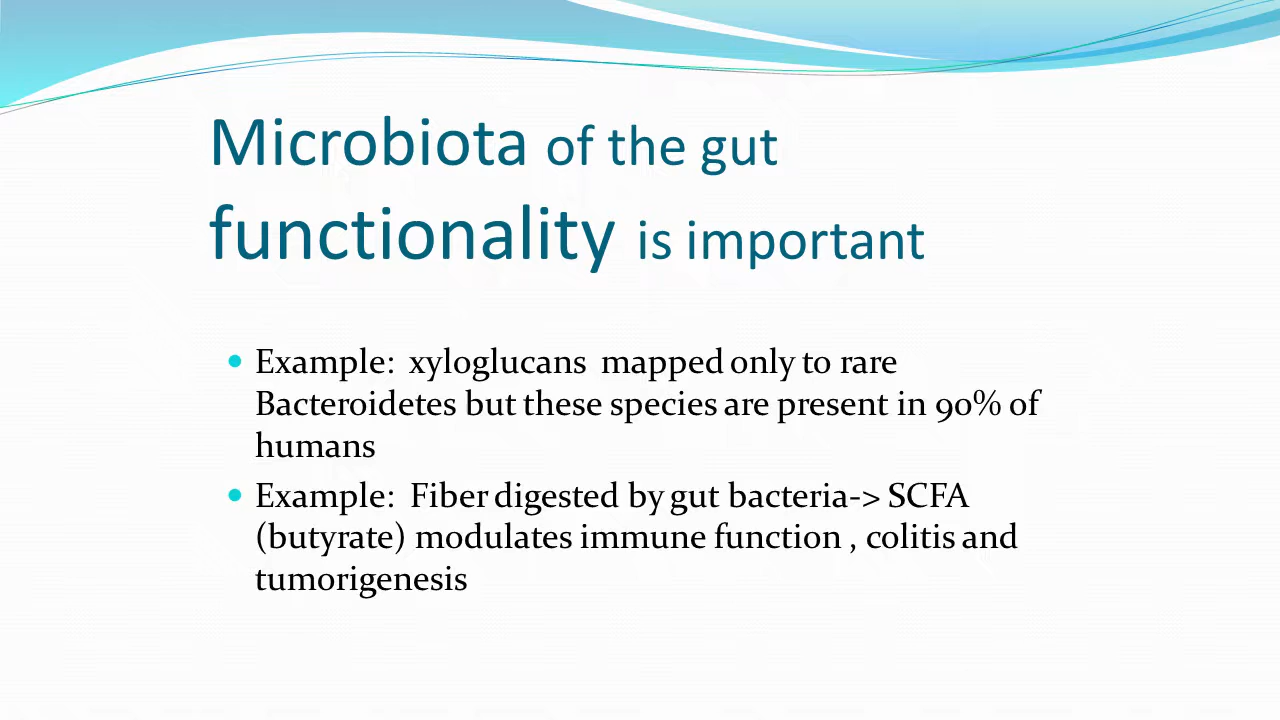 Microbiota of the gut
functionality is important
Example: xyloglucans mapped only to rare
Bacteroidetes but these species are present in 90% of
humans
Example: Fiber digested by gut bacteria-> SCFA
(butyrate) modulates immune function , colitis and
tumorigenesis